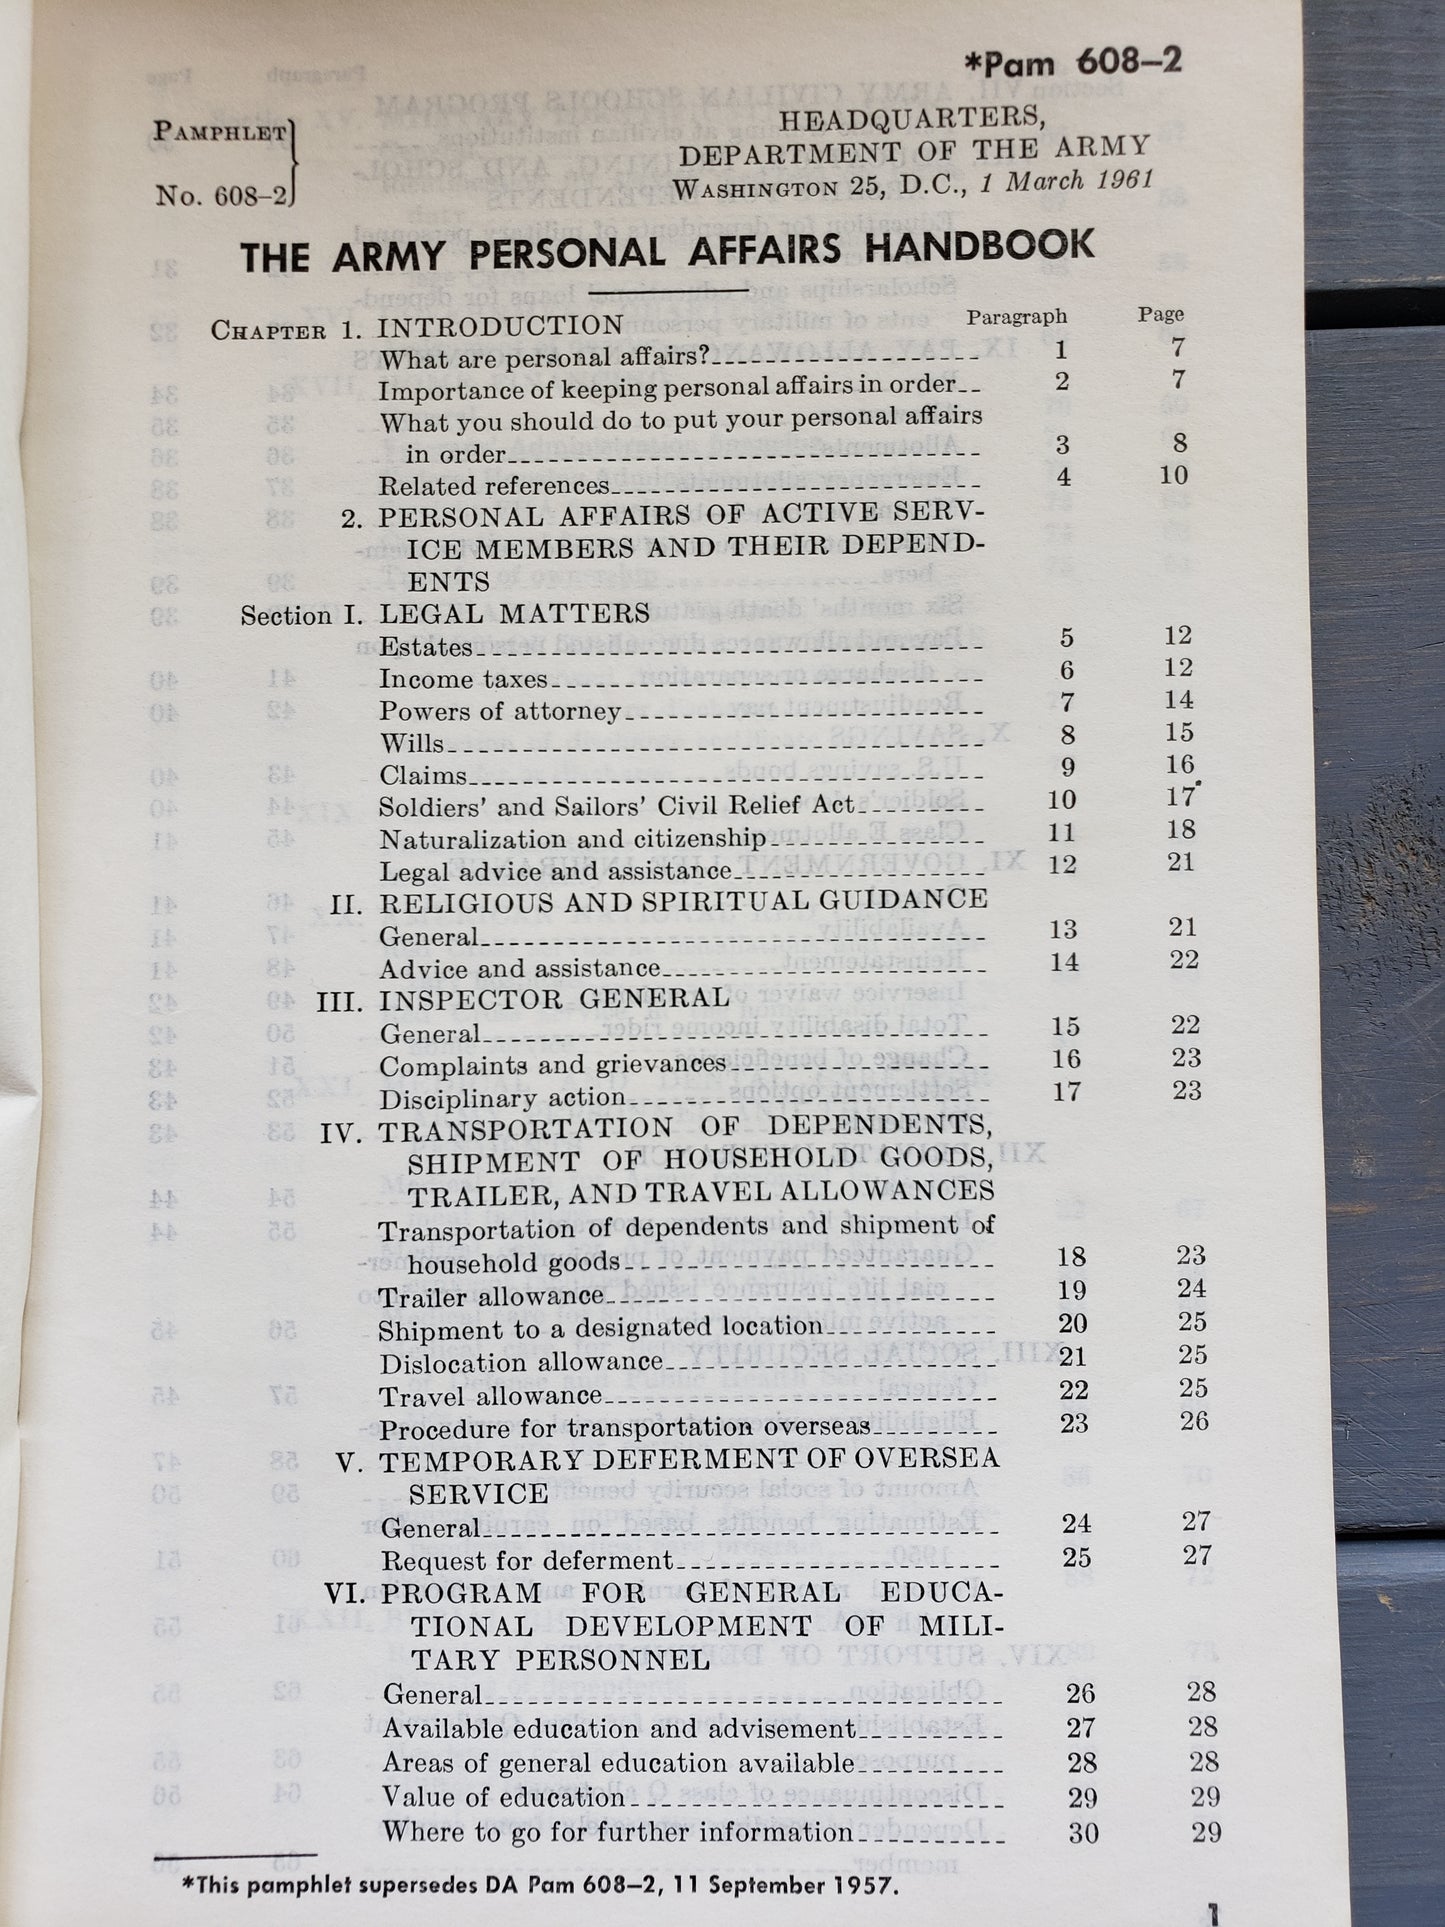 *Pam 608–2
PAMPHLET
No. 608–2
HEADQUARTERS,
DEPARTMENT OF THE ARMY
WASHINGTON 25, D.C., 1 March 1961
THE ARMY PERSONAL AFFAIRS HANDBOOK
Paragraph Page
CHAPTER 1. INTRODUCTION
What are personal affairs? 1 7
Importance of keeping personal affairs in order 2 7
What you should do to put your personal affairs
in order 3 8
Related references 4 10
2. PERSONAL AFFAIRS OF ACTIVE SERV-
ICE MEMBERS AND THEIR DEPEND-
ENTS
Section I. LEGAL MATTERS
Estates 5 12
Income taxes 6 12
Powers of attorney 7 14
Wills 8 15
Claims 9 16
Soldiers' and Sailors' Civil Relief Act 10 17
Naturalization and citizenship 11 18
Legal advice and assistance 12 21
II. RELIGIOUS AND SPIRITUAL GUIDANCE
General 13 21
Advice and assistance 14 22
III. INSPECTOR GENERAL
General 15 22
Complaints and grievances 16 23
Disciplinary action 17 23
IV. TRANSPORTATION OF DEPENDENTS,
SHIPMENT OF HOUSEHOLD GOODS,
TRAILER, AND TRAVEL ALLOWANCES
Transportation of dependents and shipment of
household goods 18 23
Trailer allowance 19 24
Shipment to a designated location 20 25
Dislocation allowance 21 25
Travel allowance 22 25
Procedure for transportation overseas 23 26
V. TEMPORARY DEFERMENT OF OVERSEA
SERVICE
General 24 27
Request for deferment 25 27
VI. PROGRAM FOR GENERAL EDUCA-
TIONAL DEVELOPMENT OF MILI-
TARY PERSONNEL
General 26 28
Available education and advisement 27 28
Areas of general education available 28 28
Value of education 29 29
Where to go for further information 30 29
*This pamphlet supersedes DA Pam 608–2, 11 September 1957.
1